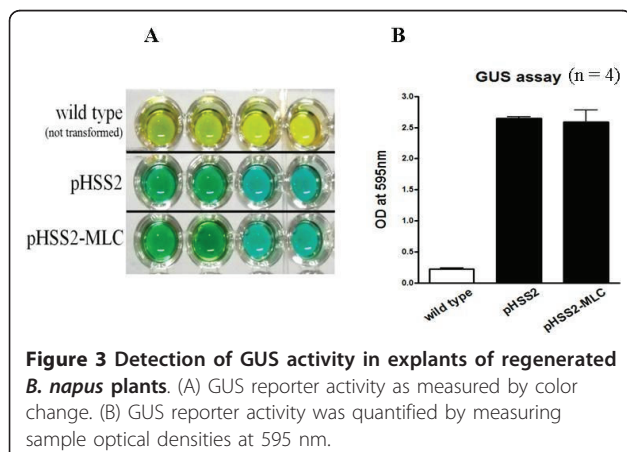 A
B
wild type
(not transformed)
pHSS2
pHSS2-MLC
GUS assay (n = 4)
OD at 595nm
3.0
2.5
2.0
1.5
1.0
0.5
0.0
wild type
pHSS2
pHSS2-MLC
Figure 3 Detection of GUS activity in explants of regenerated
B. napus plants. (A) GUS reporter activity as measured by color
change. (B) GUS reporter activity was quantified by measuring
sample optical densities at 595 nm.